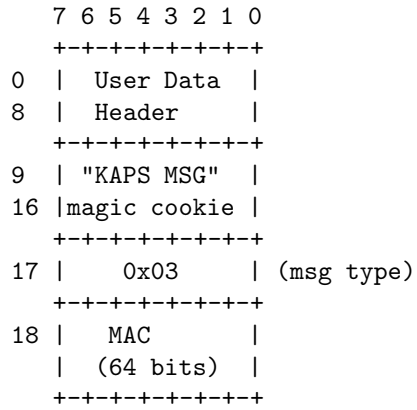 7 6 5 4 3 2 1 0
+-+-+-+-+-+-+-+
0 | User Data |
8 | Header |
+-+-+-+-+-+-+-+
9 | "KAPS MSG" |
16 |magic cookie |
+-+-+-+-+-+-+-+
17 | 0x03 | (msg type)
+-+-+-+-+-+-+-+
18 | MAC |
| (64 bits) |
+-+-+-+-+-+-+-+